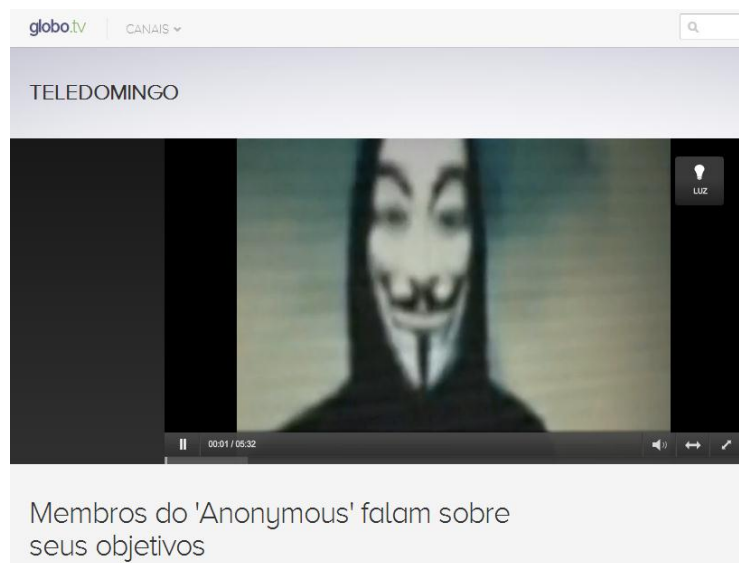 globo.tv CANAIS
TELEDOMINGO
LUZ
00:01 / 05:32
Membros do 'Anonymous' falam sobre
seus objetivos